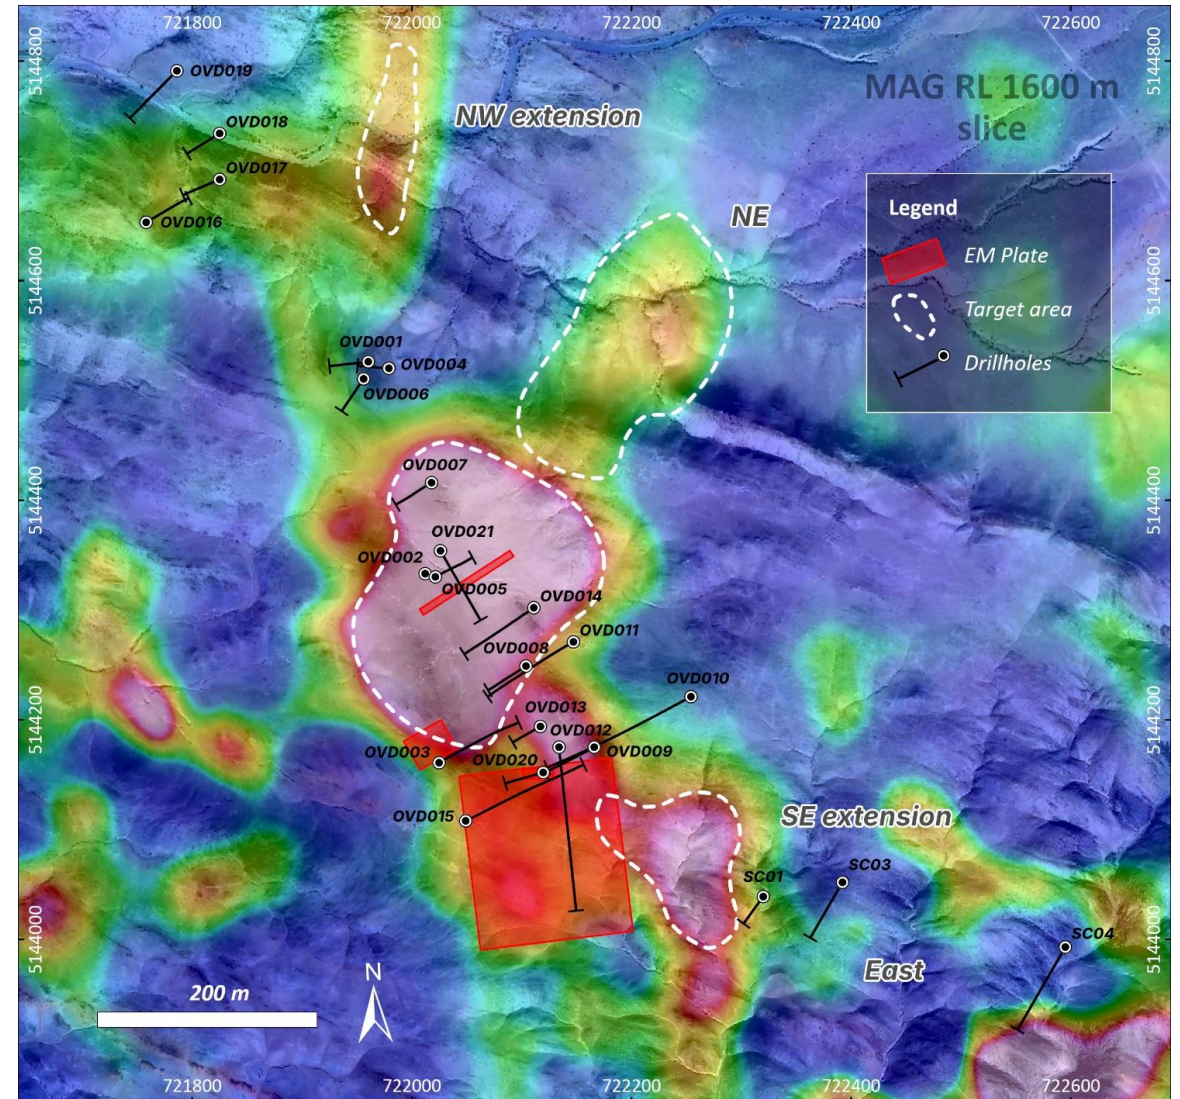 721800 722000 722200 722400 722600
5144800
5144800
OVD019
MAG RL 1600 m
slice
NW extension
OVD018
OVD017
OVD016
Legend
NE
EM Plate
5144600
5144600
Target area
OVD001
OVD004
Drillholes
OVD006
OVD007
5144400
5144400
OVD021
OVD002
OVD005
OVD014
OVD011
OVD008
OVD010
5144200
5144200
OVD013
OVD012
OVD003
OVD009
OVD020
OVD015
SE extension
SC03
SC01
5144000
5144000
SC04
East
N
200 m
721800 722000 722200 722400 722600